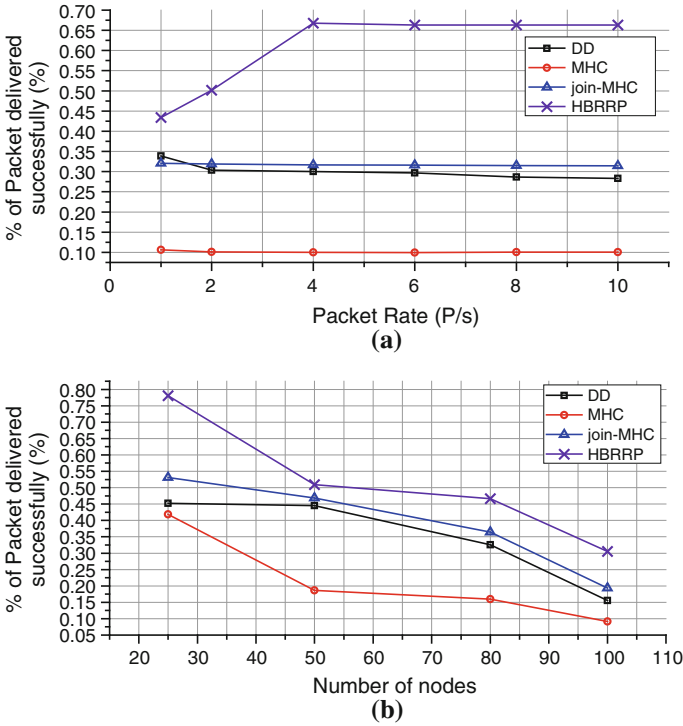 0.70
0.65
0.60
0.55
0.50
0.45
0.40
0.35
0.30
0.25
0.20
0.15
0.10
% of Packet delivered
successfully (%)
DD
MHC
join-MHC
HBRRP
0 2 4 6 8 10
Packet Rate (P/s)
(a)
0.80
0.75
0.70
0.65
0.60
0.55
0.50
0.45
0.40
0.35
0.30
0.25
0.20
0.15
0.10
0.05
% of Packet delivered
successfully (%)
DD
MHC
join-MHC
HBRRP
20 30 40 50 60 70 80 90 100 110
Number of nodes
(b)